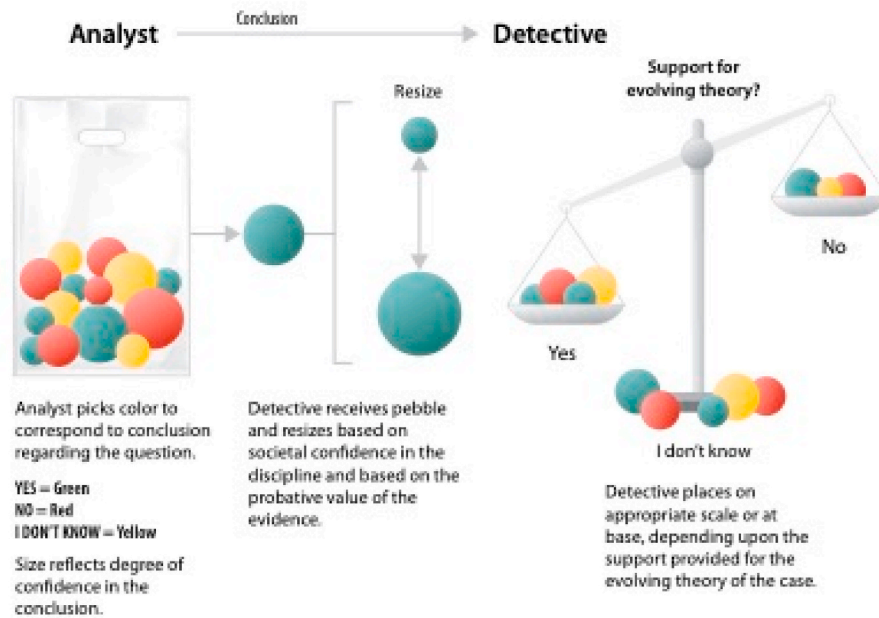 Analyst
Conclusion
Detective
Support for
evolving theory?
Resize
No
Yes
I don't know
Analyst picks color to
correspond to conclusion
regarding the question.
YES = Green
NO = Red
I DON'T KNOW = Yellow
Size reflects degree of
confidence in the
conclusion.
Detective receives pebble
and resizes based on
societal confidence in the
discipline and based on the
probative value of the
evidence.
Detective places on
appropriate scale or at
base, depending upon the
support provided for the
evolving theory of the case.